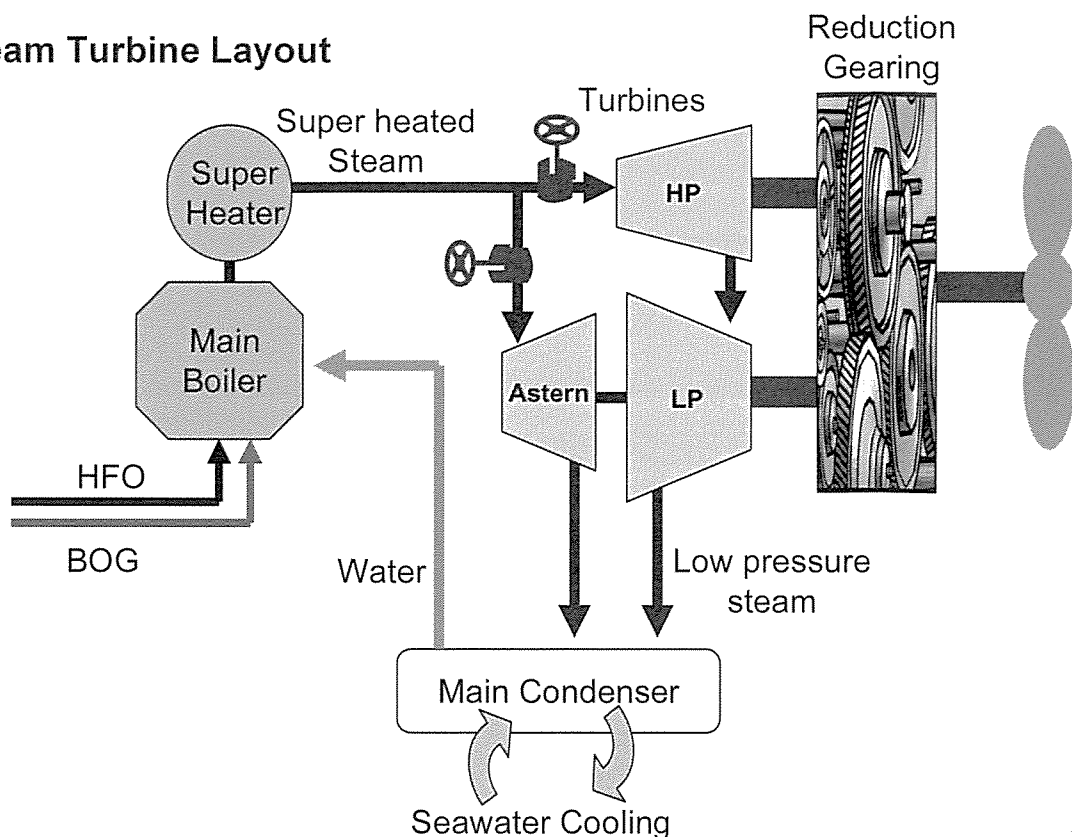 eam Turbine Layout
Reduction
Gearing
Turbines
Super heated
Steam
Super
Heater
HP
Main
Boiler
Astern
LP
HFO
BOG
Water
Low pressure
steam
Main Condenser
Seawater Cooling